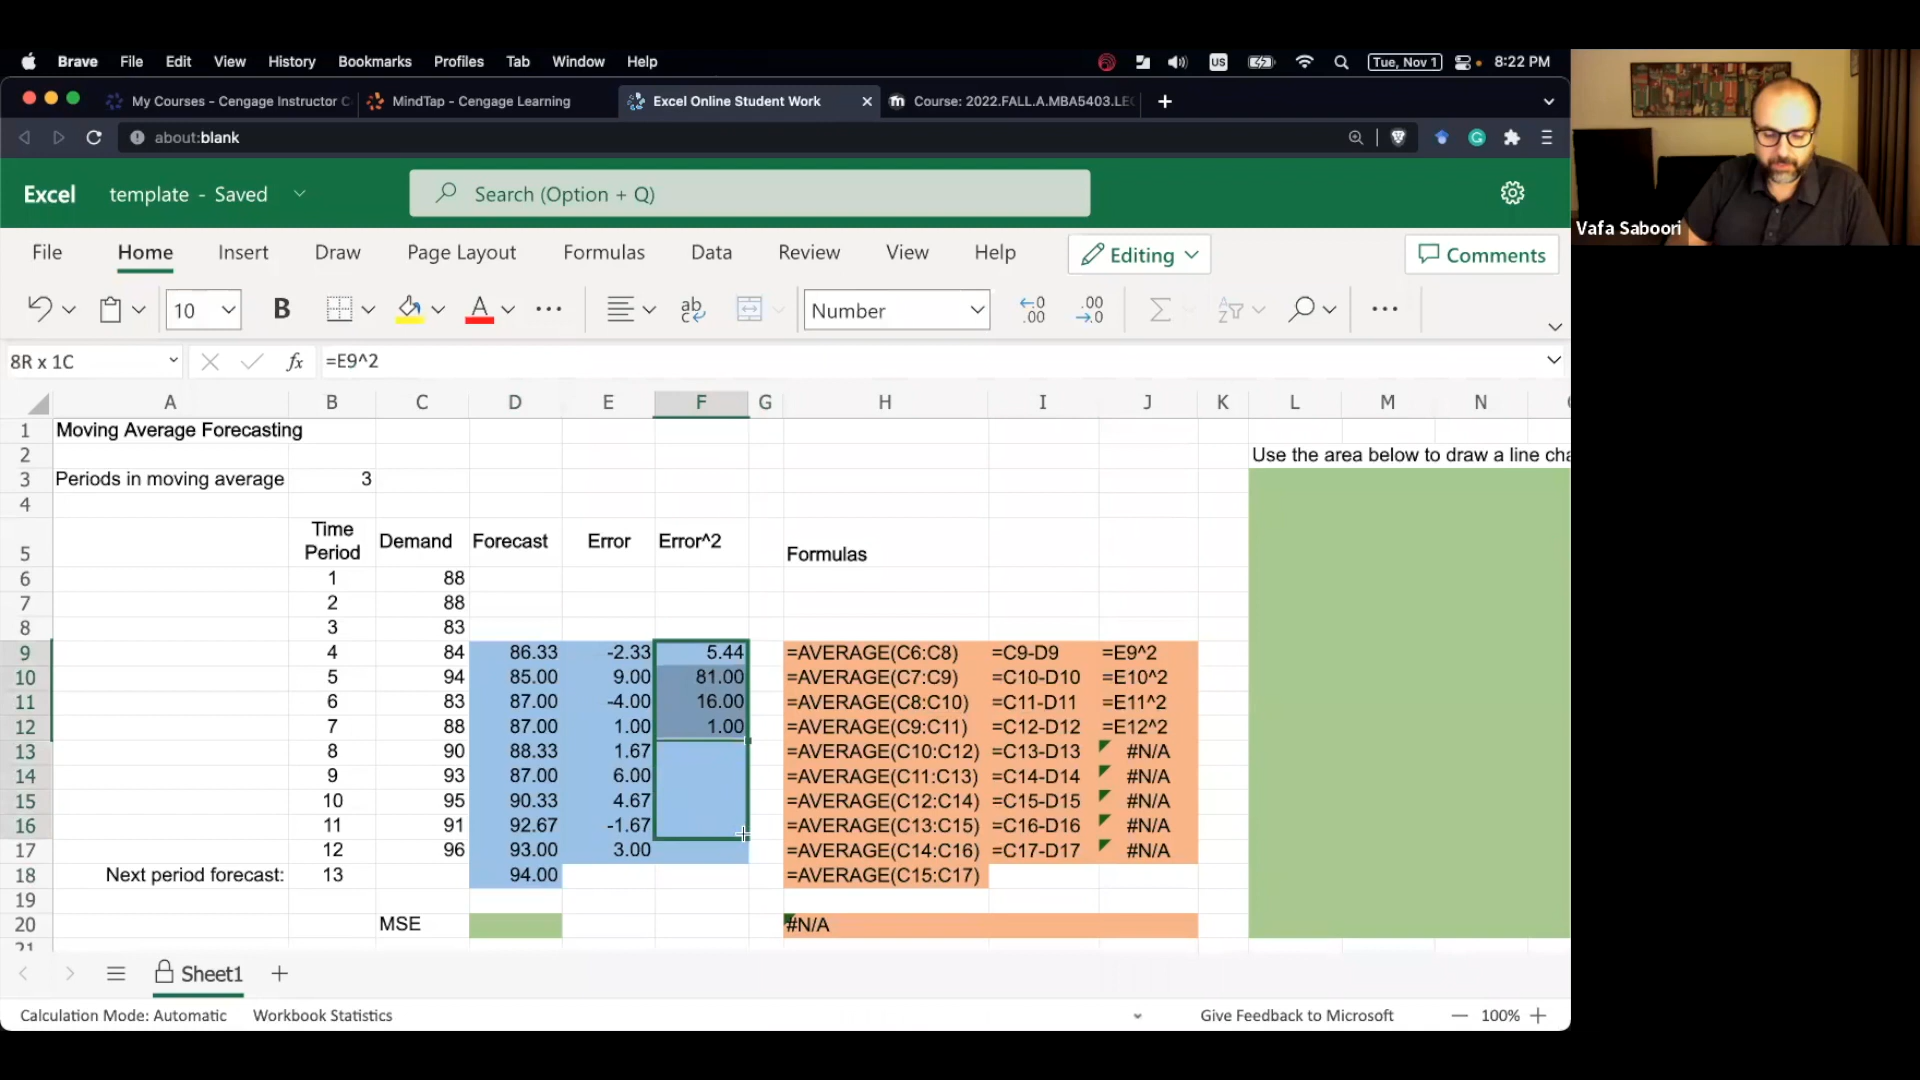 Brave File Edit View History Bookmarks Profiles Tab Window Help US Tue, Nov 1 8:22 PM
My Courses - Cengage Instructor C MindTap - Cengage Learning Excel Online Student Work Course: 2022.FALL.A.MBA5403.LEC
about:blank
Excel template - Saved Search (Option + Q)
Vafa Saboori
File Home Insert Draw Page Layout Formulas Data Review View Help Editing Comments
10 B A ab c Number .00 .00
8R x 1C fx =E9^2
A B C D E F G H I J K L M N
1 Moving Average Forecasting
2 Use the area below to draw a line cha
3 Periods in moving average 3
4
5 Time Period Demand Forecast Error Error^2 Formulas
6 1 88
7 2 88
8 3 83
9 4 84 86.33 -2.33 5.44 =AVERAGE(C6:C8) =C9-D9 =E9^2
10 5 94 85.00 9.00 81.00 =AVERAGE(C7:C9) =C10-D10 =E10^2
11 6 83 87.00 -4.00 16.00 =AVERAGE(C8:C10) =C11-D11 =E11^2
12 7 88 87.00 1.00 1.00 =AVERAGE(C9:C11) =C12-D12 =E12^2
13 8 90 88.33 1.67 =AVERAGE(C10:C12) =C13-D13 #N/A
14 9 93 87.00 6.00 =AVERAGE(C11:C13) =C14-D14 #N/A
15 10 95 90.33 4.67 =AVERAGE(C12:C14) =C15-D15 #N/A
16 11 91 92.67 -1.67 =AVERAGE(C13:C15) =C16-D16 #N/A
17 12 96 93.00 3.00 =AVERAGE(C14:C16) =C17-D17 #N/A
18 Next period forecast: 13 94.00 =AVERAGE(C15:C17)
19
20 MSE #N/A
21
Sheet1
Calculation Mode: Automatic Workbook Statistics Give Feedback to Microsoft 100%